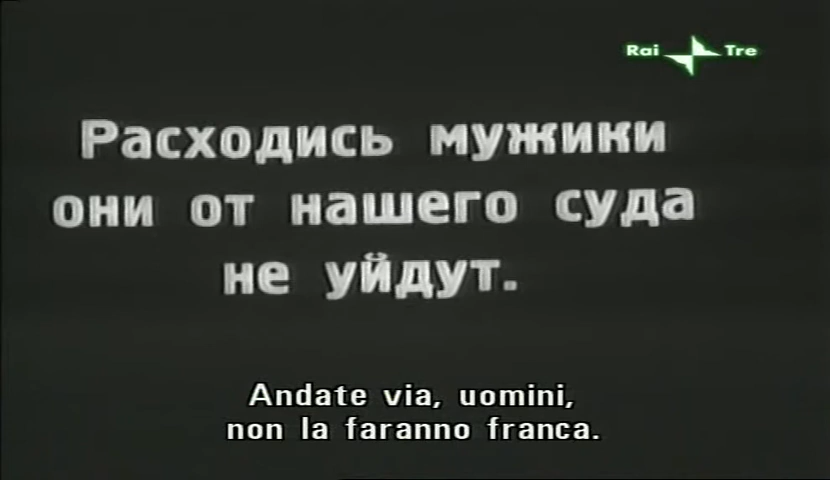 Rai Tre
Расходись мужики
они от нашего суда
не уйдут.
Andate via, uomini,
non la faranno franca.